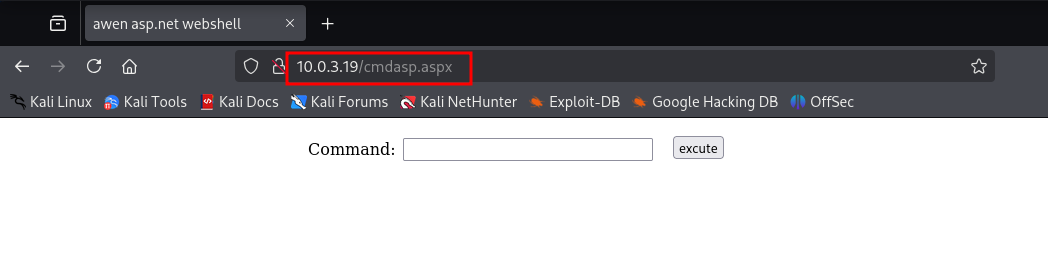 awen asp.net webshell
10.0.3.19/cmdasp.aspx
Kali Linux Kali Tools Kali Docs Kali Forums Kali NetHunter Exploit-DB Google Hacking DB OffSec
Command: excute